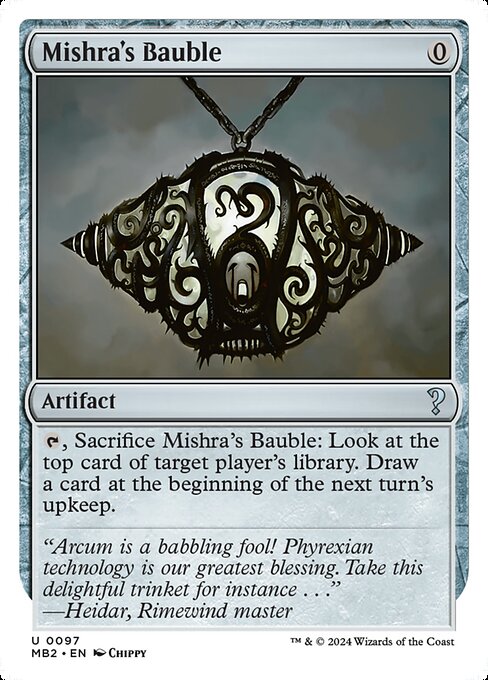 Mishra's Bauble 0
Artifact
, Sacrifice Mishra's Bauble: Look at the
top card of target player's library. Draw
a card at the beginning of the next turn's
upkeep.
“Arcum is a babbling fool! Phyrexian
technology is our greatest blessing. Take this
delightful trinket for instance . . .”
—Heidar, Rimewind master
U 0097
MB2 • EN CHIPPY
™ & © 2024 Wizards of the Coast